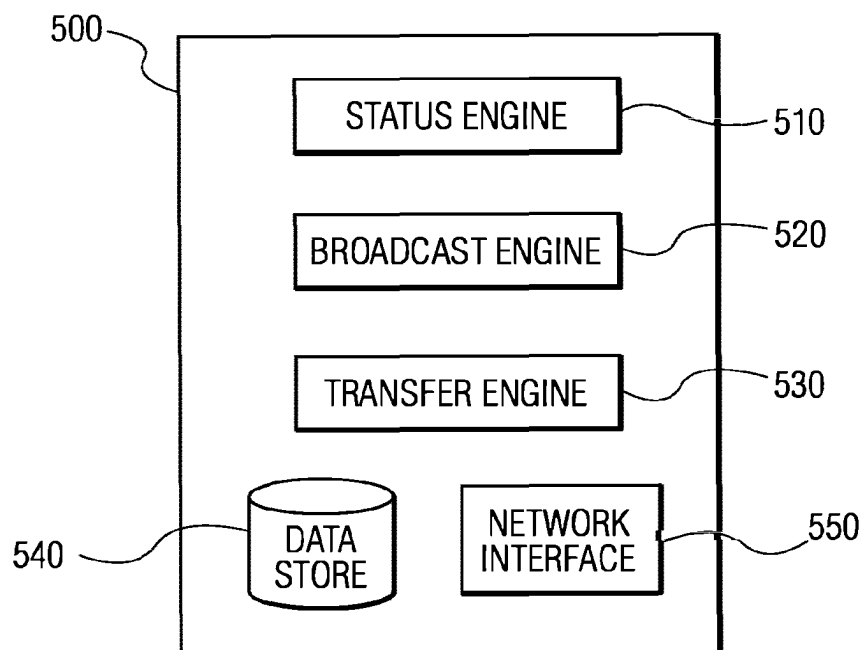 500
STATUS ENGINE
510
BROADCAST ENGINE
520
TRANSFER ENGINE
530
540
DATA
STORE
NETWORK
INTERFACE
550